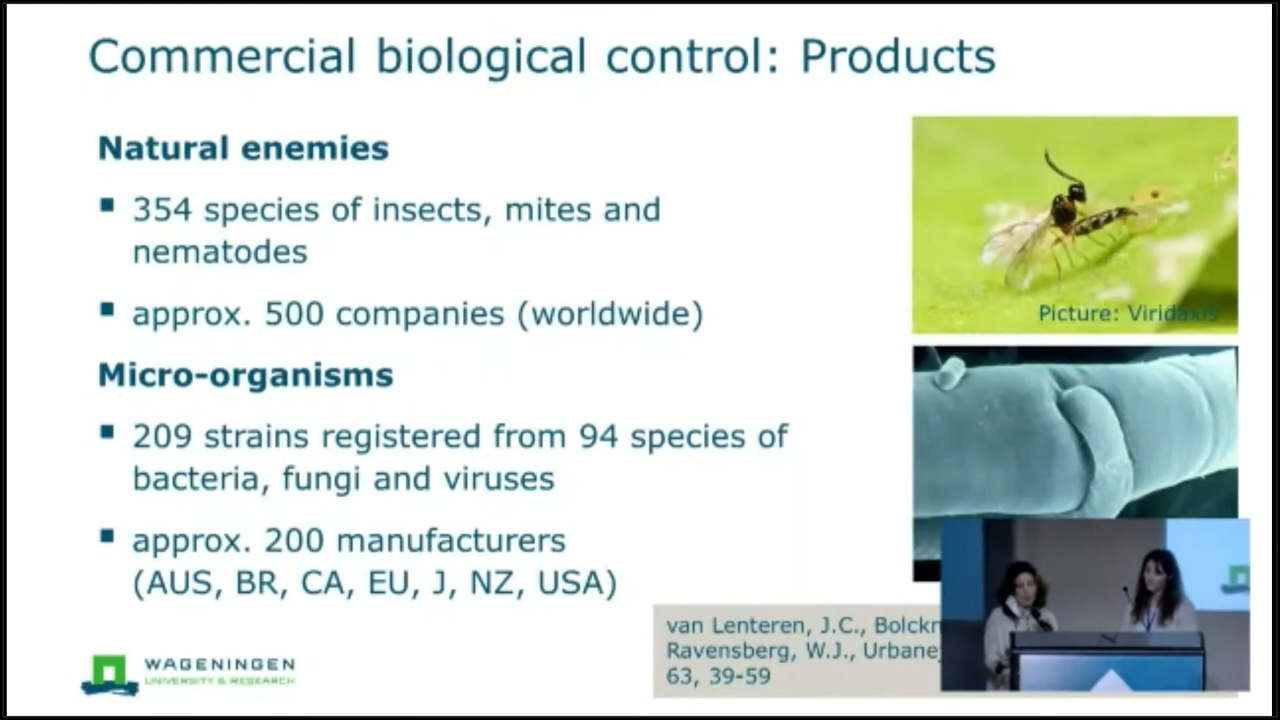 Commercial biological control: Products
Natural enemies
▪ 354 species of insects, mites and
nematodes
▪ approx. 500 companies (worldwide)
Micro-organisms
▪ 209 strains registered from 94 species of
bacteria, fungi and viruses
▪ approx. 200 manufacturers
(AUS, BR, CA, EU, J, NZ, USA)
Picture: Viridaxis
van Lenteren, J.C.,
Ravensberg, W.J.,
63, 39-59
WAGENINGEN
UNIVERSITY & RESEARCH